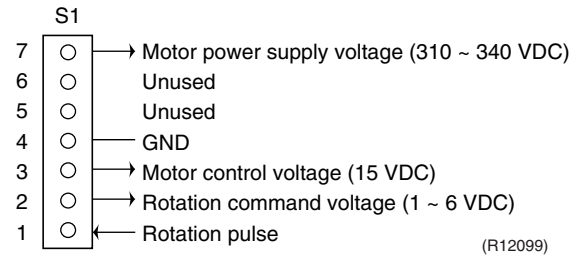 S1
7 Motor power supply voltage (310 ~ 340 VDC)
6 Unused
5 Unused
4 GND
3 Motor control voltage (15 VDC)
2 Rotation command voltage (1 ~ 6 VDC)
1 Rotation pulse
(R12099)